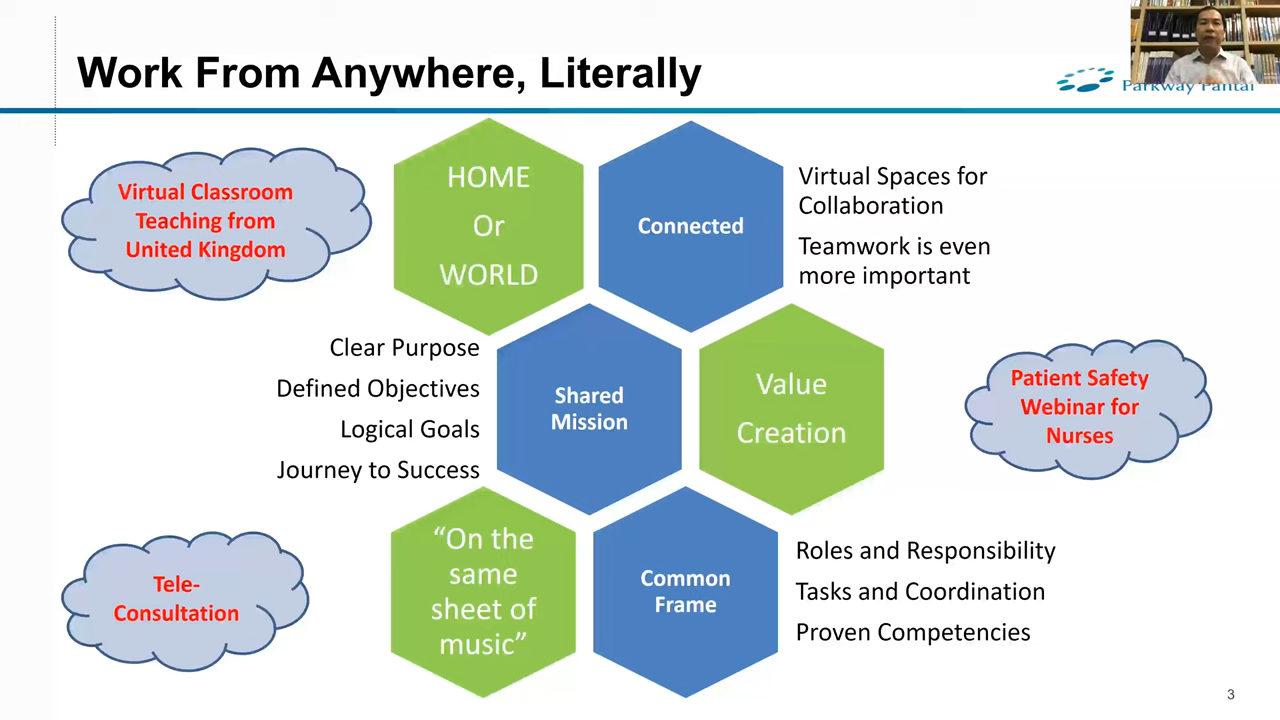 Work From Anywhere, Literally
Parkway Pantai
Virtual Classroom
Teaching from
United Kingdom
HOME
Or
WORLD
Connected
Virtual Spaces for
Collaboration
Teamwork is even
more important
Clear Purpose
Defined Objectives
Logical Goals
Journey to Success
Shared
Mission
Value
Creation
Patient Safety
Webinar for
Nurses
Tele-
Consultation
“On the
same
sheet of
music”
Common
Frame
Roles and Responsibility
Tasks and Coordination
Proven Competencies
3